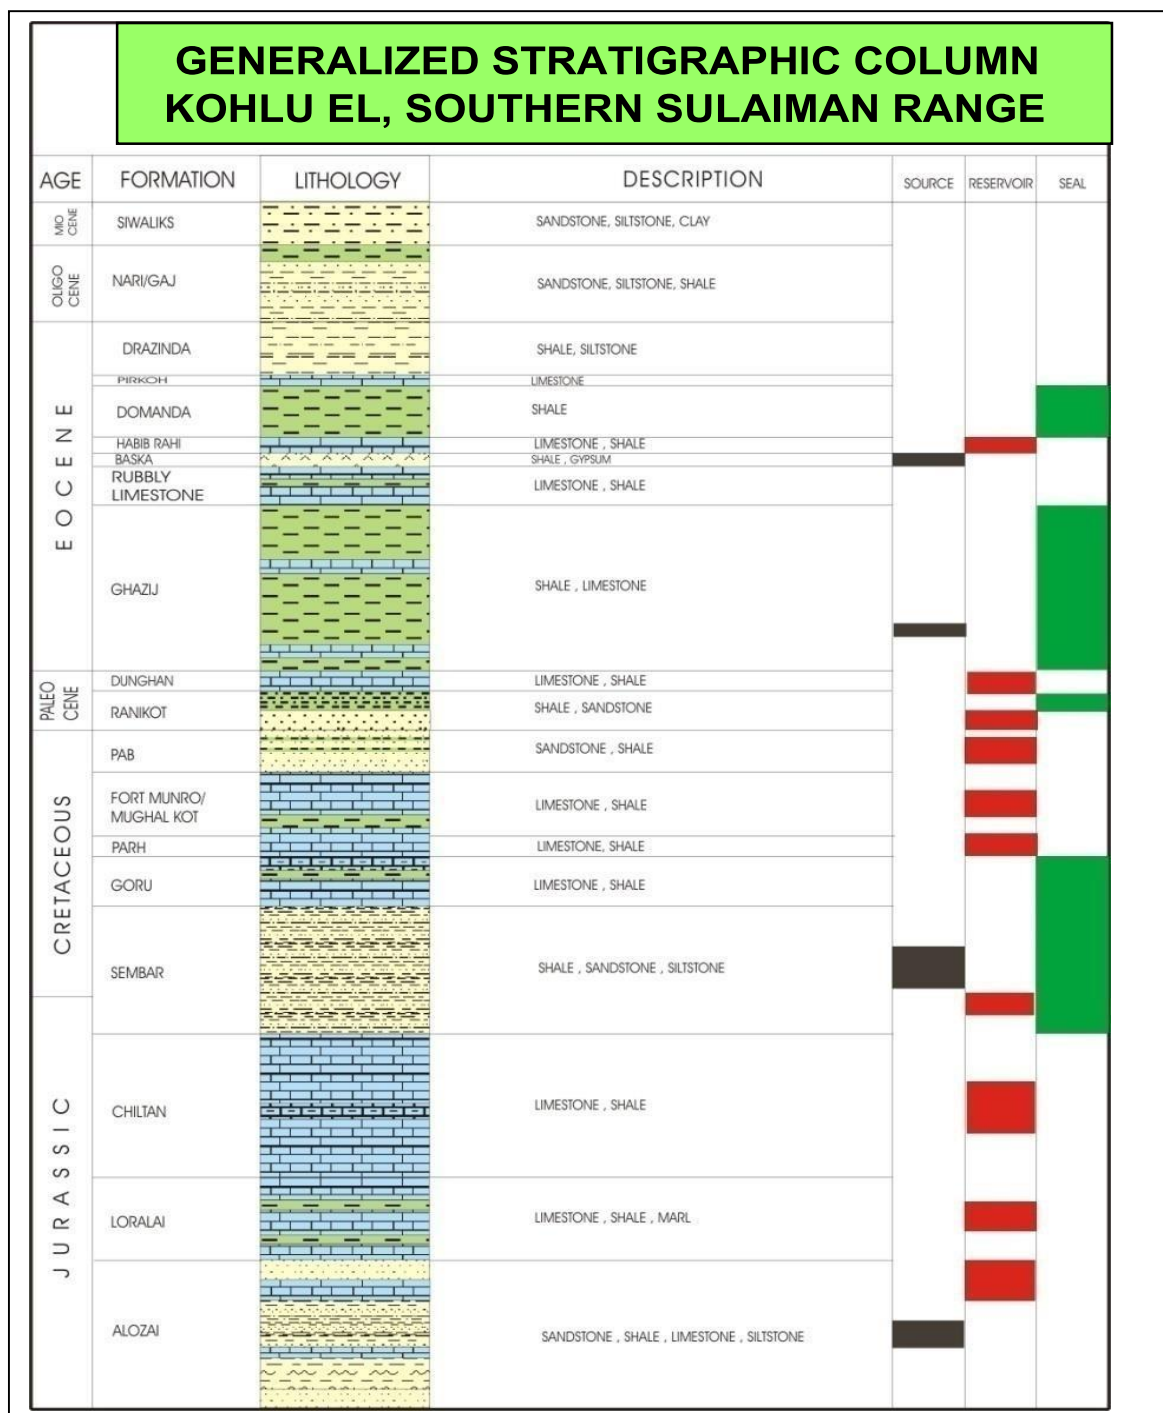 GENERALIZED STRATIGRAPHIC COLUMN
KOHLU EL, SOUTHERN SULAIMAN RANGE
AGE FORMATION LITHOLOGY DESCRIPTION SOURCE RESERVOIR SEAL
MIO
CENE
SIWALIKS SANDSTONE, SILTSTONE, CLAY
OLIGO
CENE
NARI/GAJ SANDSTONE, SILTSTONE, SHALE
EOCENE
DRAZINDA SHALE, SILTSTONE
PIRKOH LIMESTONE
DOMANDA SHALE
HABIB RAHI LIMESTONE , SHALE
BASKA SHALE , GYPSUM
RUBBLY
LIMESTONE LIMESTONE , SHALE
GHAZIJ SHALE , LIMESTONE
PALEO
CENE
DUNGHAN LIMESTONE , SHALE
RANIKOT SHALE , SANDSTONE
CRETACEOUS
PAB SANDSTONE , SHALE
FORT MUNRO/
MUGHAL KOT LIMESTONE , SHALE
PARH LIMESTONE, SHALE
GORU LIMESTONE , SHALE
SEMBAR SHALE , SANDSTONE , SILTSTONE
JURASSIC
CHILTAN LIMESTONE , SHALE
LORALAI LIMESTONE , SHALE , MARL
ALOZAI SANDSTONE , SHALE , LIMESTONE , SILTSTONE